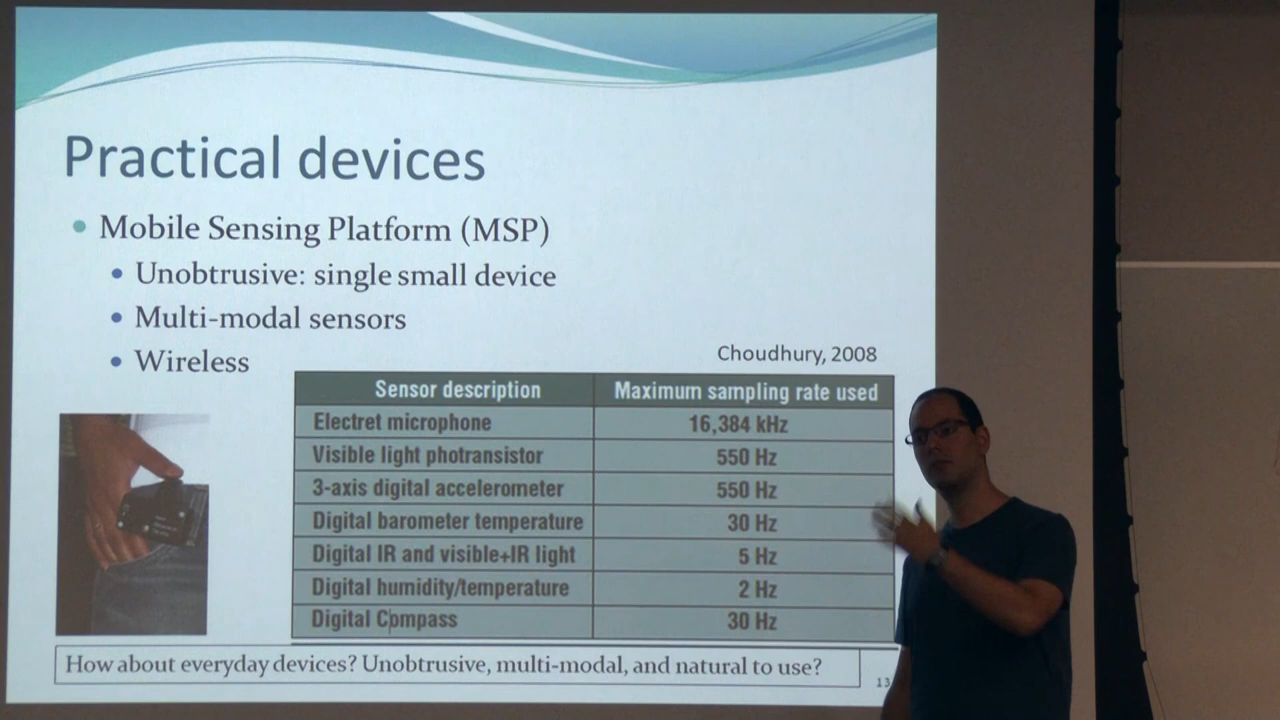 Practical devices
Mobile Sensing Platform (MSP)
Unobtrusive: single small device
Multi-modal sensors
Wireless
Choudhury, 2008
Sensor description Maximum sampling rate used
Electret microphone 16,384 kHz
Visible light photransistor 550 Hz
3-axis digital accelerometer 550 Hz
Digital barometer temperature 30 Hz
Digital IR and visible+IR light 5 Hz
Digital humidity/temperature 2 Hz
Digital Compass 30 Hz
How about everyday devices? Unobtrusive, multi-modal, and natural to use?
13